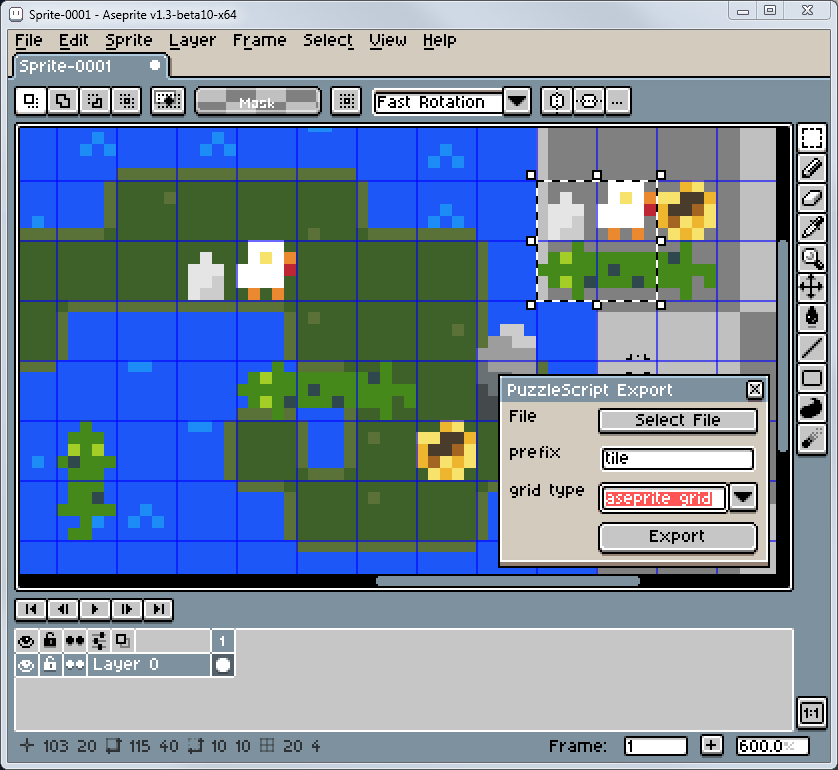 Sprite-0001 - Aseprite v1.3-beta10-x64
File Edit Sprite Layer Frame Select View Help
Sprite-0001
Mask
Fast Rotation
...
PuzzleScript Export
File Select File
prefix tile
grid type aseprite grid
Export
1
Layer 0
1:1
103 20 115 40 10 10 20 4 Frame: 1 + 600.0%